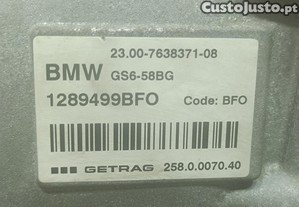 Custojusto.pt
23.00-7638371-08
BMW GS6-58BG
1289499BFO Code: BFO
GETRAG 258.0.0070.40